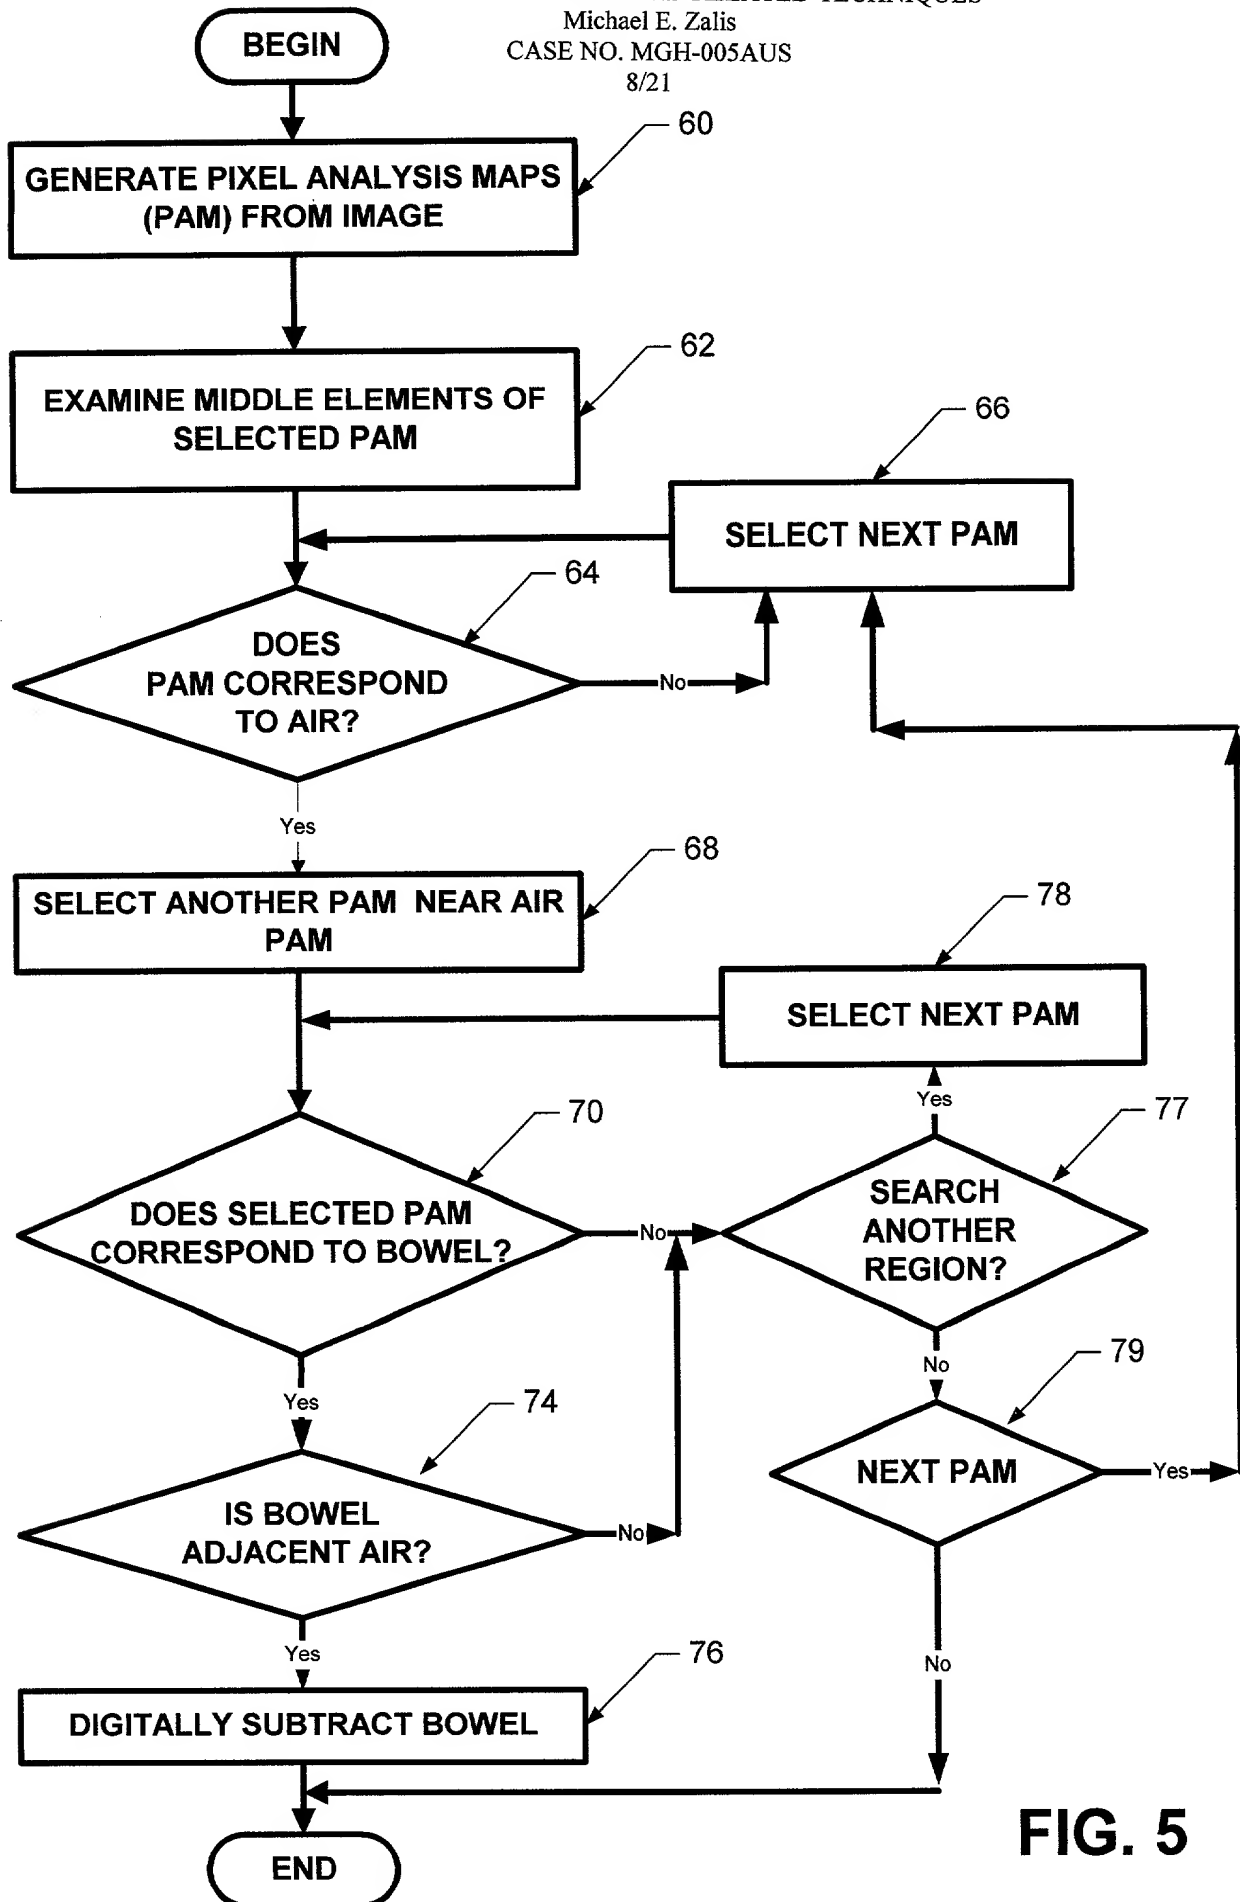 TECHNIQUES
Michael E. Zalis
CASE NO. MGH-005AUS
8/21
BEGIN
60
GENERATE PIXEL ANALYSIS MAPS
(PAM) FROM IMAGE
62
EXAMINE MIDDLE ELEMENTS OF
SELECTED PAM
66
SELECT NEXT PAM
64
DOES
PAM CORRESPOND
TO AIR?
No
Yes
68
SELECT ANOTHER PAM NEAR AIR
PAM
78
SELECT NEXT PAM
Yes
70
77
DOES SELECTED PAM
CORRESPOND TO BOWEL?
No
SEARCH
ANOTHER
REGION?
No
79
Yes
74
NEXT PAM
Yes
IS BOWEL
ADJACENT AIR?
No
Yes
No
76
DIGITALLY SUBTRACT BOWEL
END
FIG. 5